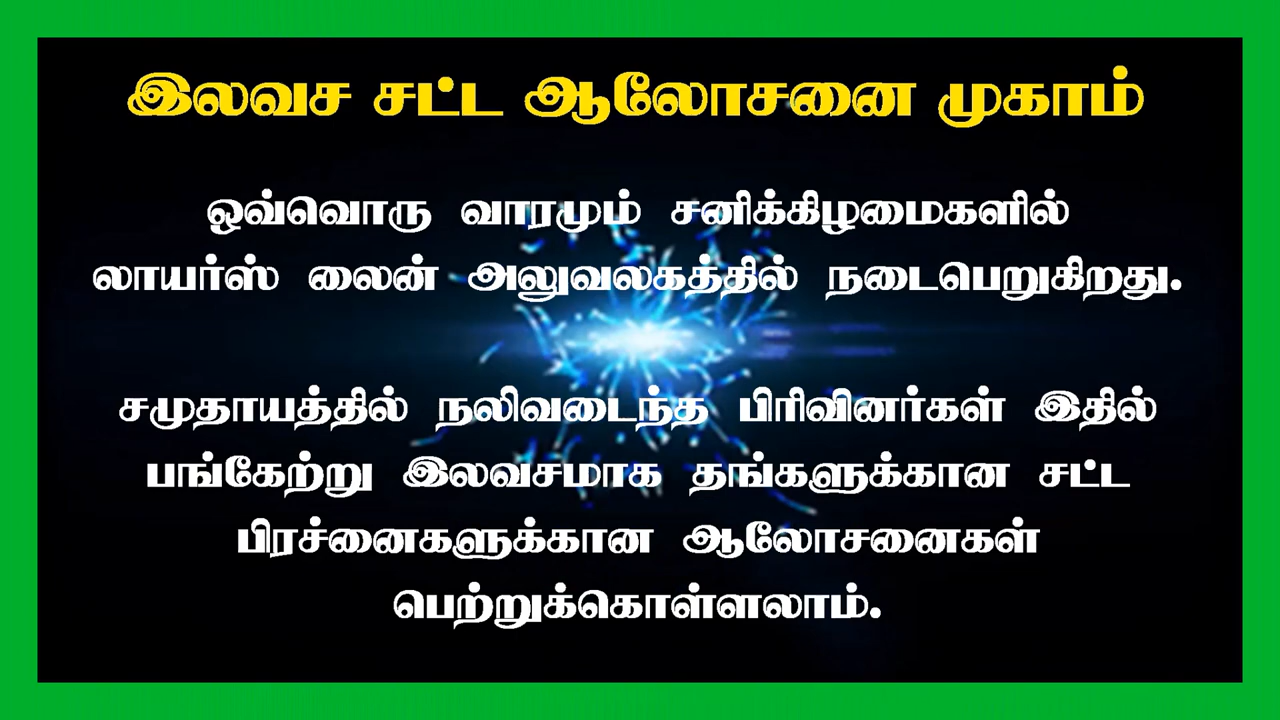 இலவச சட்ட ஆலோசனை முகாம்
ஒவ்வொரு வாரமும் சனிக்கிழமைகளில்
லாயர்ஸ் லைன் அலுவலகத்தில் நடைபெறுகிறது.
சமுதாயத்தில் நலிவடைந்த பிரிவினர்கள் இதில்
பங்கேற்று இலவசமாக தங்களுக்கான சட்ட
பிரச்னைகளுக்கான ஆலோசனைகள்
பெற்றுக்கொள்ளலாம்.